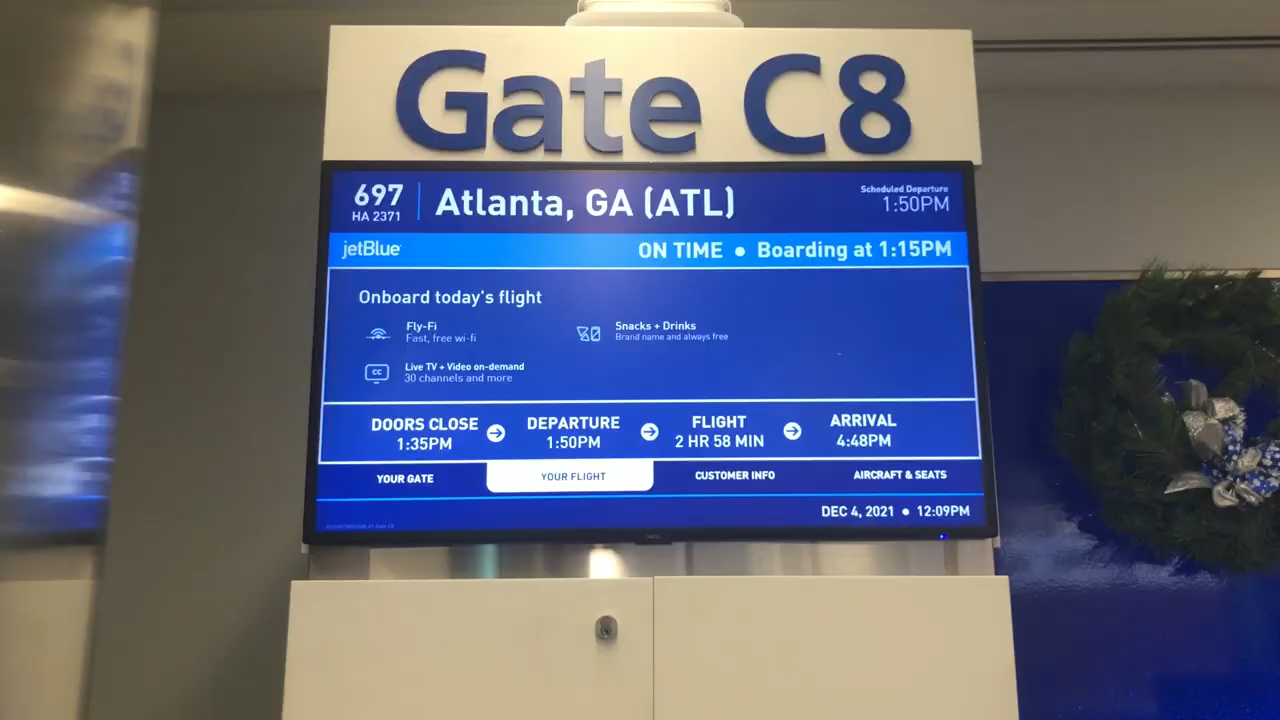 Gate C8
697
HA 2371
Atlanta, GA (ATL)
Scheduled Departure
1:50PM
jetBlue
ON TIME • Boarding at 1:15PM
Onboard today's flight
Fly-Fi
Fast, free wi-fi
Snacks + Drinks
Brand name and always free
CC
Live TV + Video on-demand
30 channels and more
DOORS CLOSE
1:35PM
DEPARTURE
1:50PM
FLIGHT
2 HR 58 MIN
ARRIVAL
4:48PM
YOUR GATE
YOUR FLIGHT
CUSTOMER INFO
AIRCRAFT & SEATS
DEC 4, 2021 • 12:09PM
NEC